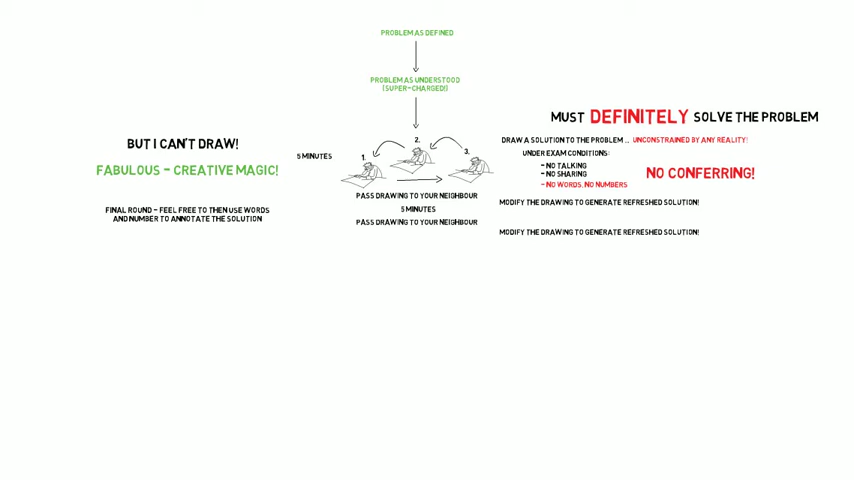 PROBLEM AS DEFINED
PROBLEM AS UNDERSTOOD
(SUPER-CHARGED!)
MUST DEFINITELY SOLVE THE PROBLEM
BUT I CAN'T DRAW!
FABULOUS - CREATIVE MAGIC!
FINAL ROUND - FEEL FREE TO THEN USE WORDS
AND NUMBER TO ANNOTATE THE SOLUTION
5 MINUTES
1.
2.
3.
PASS DRAWING TO YOUR NEIGHBOUR
5 MINUTES
PASS DRAWING TO YOUR NEIGHBOUR
DRAW A SOLUTION TO THE PROBLEM ... UNCONSTRAINED BY ANY REALITY!
UNDER EXAM CONDITIONS:
- NO TALKING
- NO SHARING
- NO WORDS, NO NUMBERS
NO CONFERRING!
MODIFY THE DRAWING TO GENERATE REFRESHED SOLUTION!
MODIFY THE DRAWING TO GENERATE REFRESHED SOLUTION!